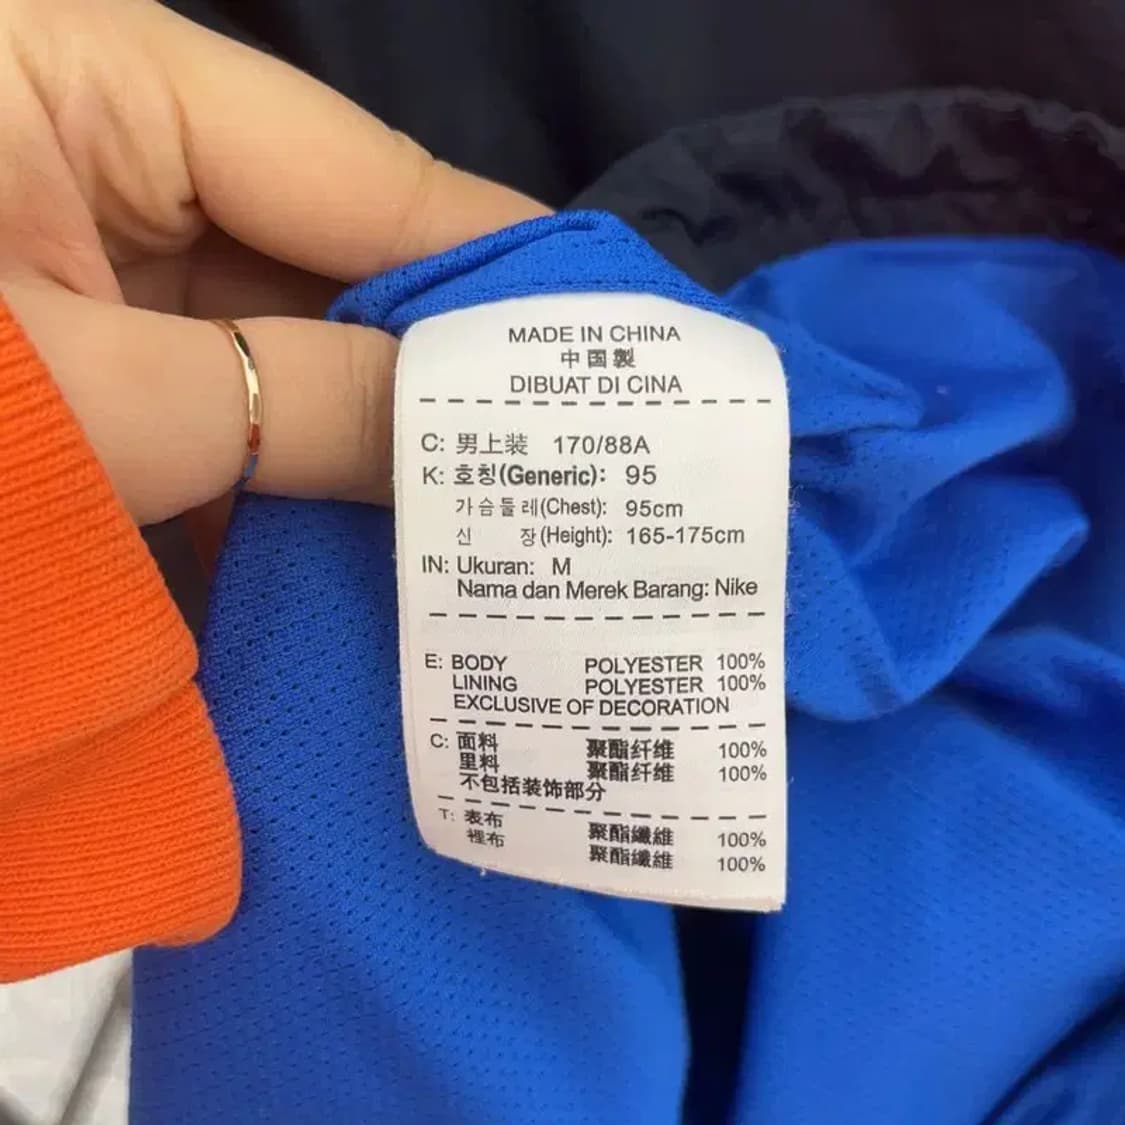 MADE IN CHINA
中国製
DIBUAT DI CINA
C: 男上装 170/88A
K: 호칭(Generic): 95
가슴둘레(Chest): 95cm
신 장(Height): 165-175cm
IN: Ukuran: M
Nama dan Merek Barang: Nike
E: BODY POLYESTER 100%
LINING POLYESTER 100%
EXCLUSIVE OF DECORATION
C: 面料 聚酯纤维 100%
里料 聚酯纤维 100%
不包括装饰部分
T: 表布 聚酯纖維 100%
裡布 聚酯纖維 100%